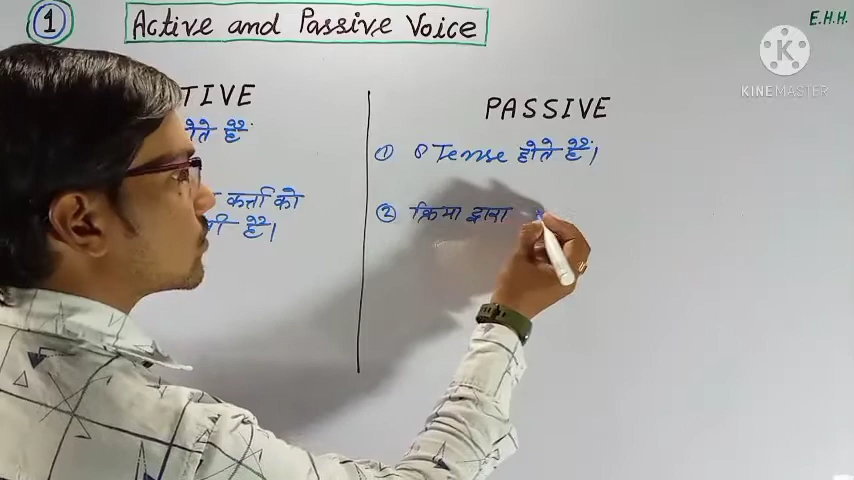 1 Active and Passive Voice
E.H.H.
KINEMASTER
TIVE
होते है
PASSIVE
① 8 Tense होते है।
कर्त्ता को
② क्रिया द्वारा
है।